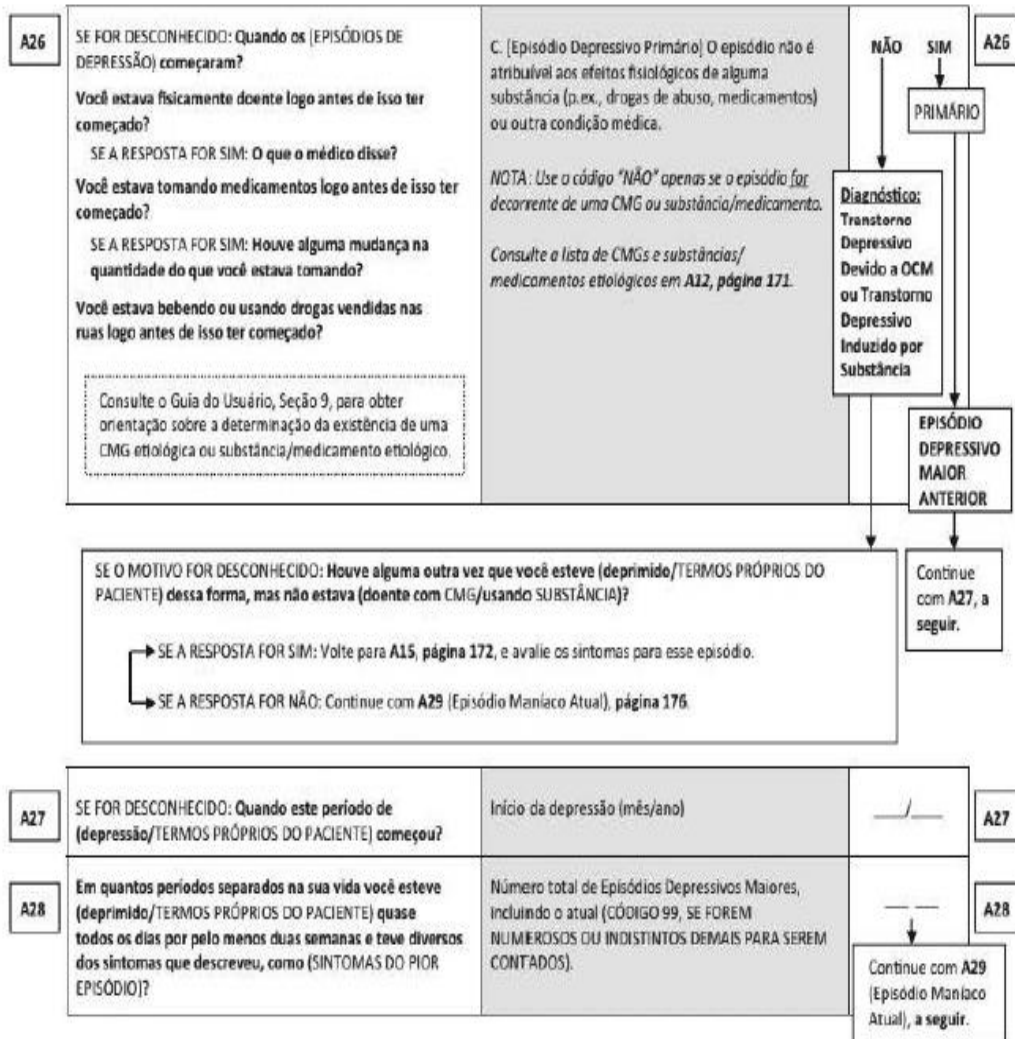 A26
SE FOR DESCONHECIDO: Quando os (EPISÓDIOS DE
DEPRESSÃO) começaram?
Você estava fisicamente doente logo antes de isso ter
começado?
SE A RESPOSTA FOR SIM: O que o médico disse?
Você estava tomando medicamentos logo antes de isso ter
começado?
SE A RESPOSTA FOR SIM: Houve alguma mudança na
quantidade do que você estava tomando?
Você estava bebendo ou usando drogas vendidas nas
ruas logo antes de isso ter começado?
Consulte o Guia do Usuário, Seção 9, para obter
orientação sobre a determinação da existência de uma
CMG etiológica ou substância/medicamento etiológico.
C. [Episódio Depressivo Primário] O episódio não é
atribuível aos efeitos fisiológicos de alguma
substância (p.ex., drogas de abuso, medicamentos)
ou outra condição médica.
NOTA: Use o código "NÃO" apenas se o episódio for
decorrente de uma CMG ou substância/medicamento.
Consulte a lista de CMGs e substâncias/
medicamentos etiológicos em A12, página 171.
NÃO SIM
A26
PRIMÁRIO
Diagnóstico:
Transtorno
Depressivo
Devido a OCM
ou Transtorno
Depressivo
Induzido por
Substância
EPISÓDIO
DEPRESSIVO
MAIOR
ANTERIOR
SE O MOTIVO FOR DESCONHECIDO: Houve alguma outra vez que você esteve (deprimido/TERMOS PRÓPRIOS DO
PACIENTE) dessa forma, mas não estava (doente com CMG/usando SUBSTÂNCIA)?
SE A RESPOSTA FOR SIM: Volte para A15, página 172, e avalie os sintomas para esse episódio.
SE A RESPOSTA FOR NÃO: Continue com A29 (Episódio Maníaco Atual), página 176.
Continue
com A27, a
seguir.
A27
SE FOR DESCONHECIDO: Quando este período de
(depressão/TERMOS PRÓPRIOS DO PACIENTE) começou?
Início da depressão (mês/ano)
___/___
A27
A28
Em quantos períodos separados na sua vida você esteve
(deprimido/TERMOS PRÓPRIOS DO PACIENTE) quase
todos os dias por pelo menos duas semanas e teve diversos
dos sintomas que descreveu, como (SINTOMAS DO PIOR
EPISÓDIO)?
Número total de Episódios Depressivos Maiores,
incluindo o atual (CÓDIGO 99, SE FOREM
NUMEROSOS OU INDISTINTOS DEMAIS PARA SEREM
CONTADOS).
__ __
A28
Continue com A29
(Episódio Maníaco
Atual), a seguir.